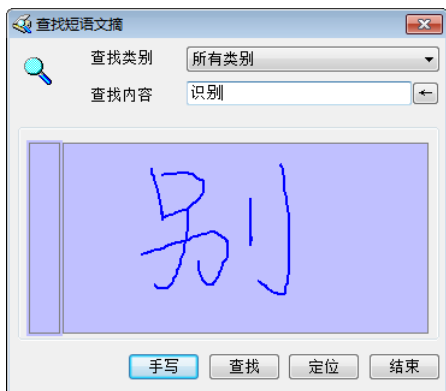 查找短语文摘
查找类别 所有类别
查找内容 识别
别
手写 查找 定位 结束